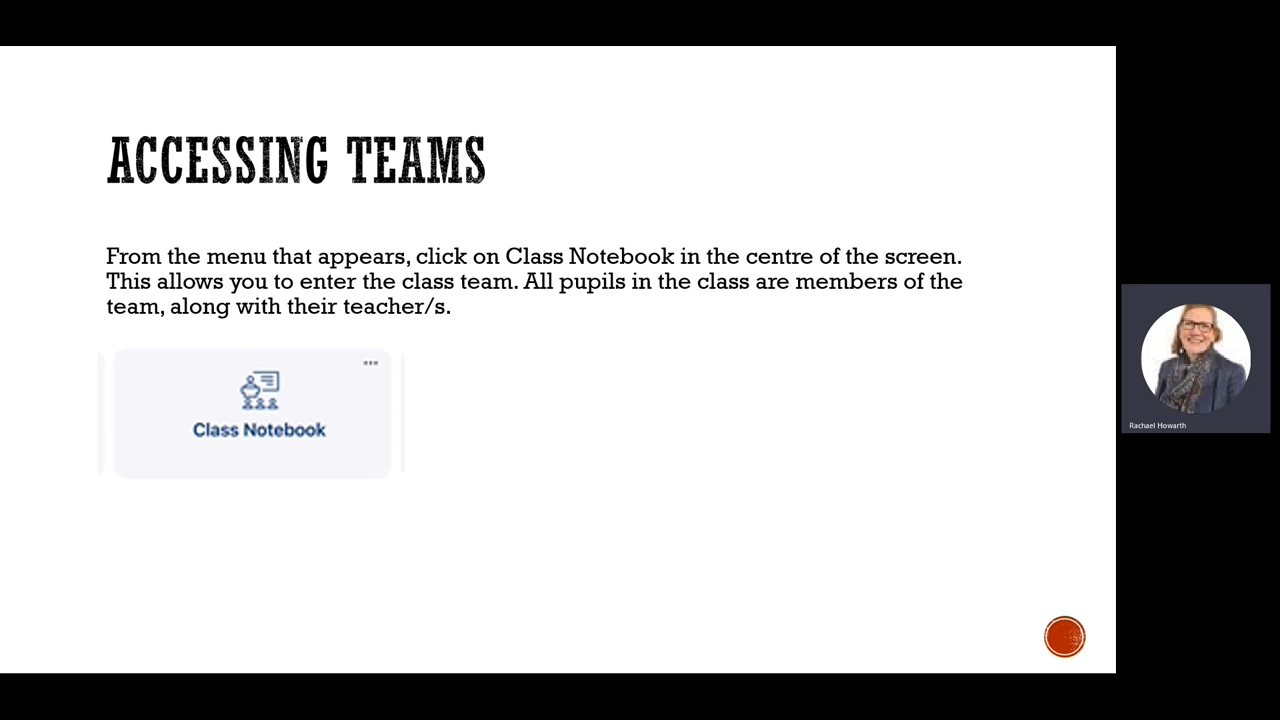 ACCESSING TEAMS
From the menu that appears, click on Class Notebook in the centre of the screen.
This allows you to enter the class team. All pupils in the class are members of the
team, along with their teacher/s.
Class Notebook
Rachael Howarth